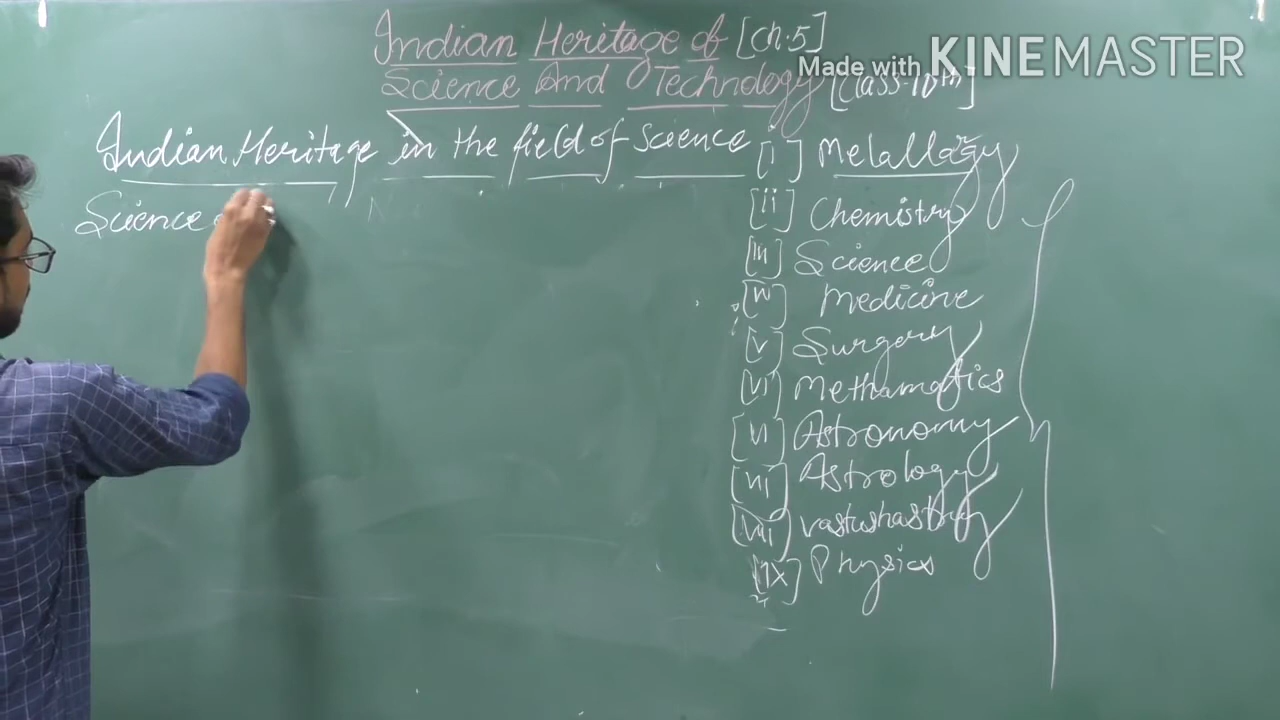 Indian Heritage of [Ch.5]
Science And Technology [Class-10th]
Made with KINEMASTER
Indian Heritage in the field of Science
Science
[i] Melallagy
[ii] Chemistry
[iii] Science
[iv] Medicine
[v] Surgery
[vi] Methamatics
[vi] Astronomy
[vii] Astrology
[viii] vastushastry
[ix] Physics